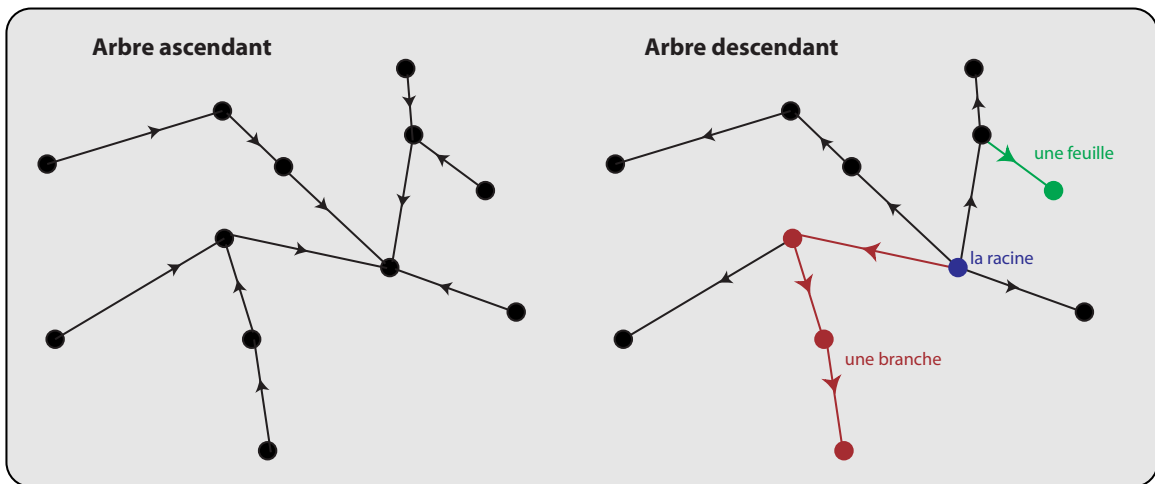 Arbre ascendant
Arbre descendant
une feuille
la racine
une branche